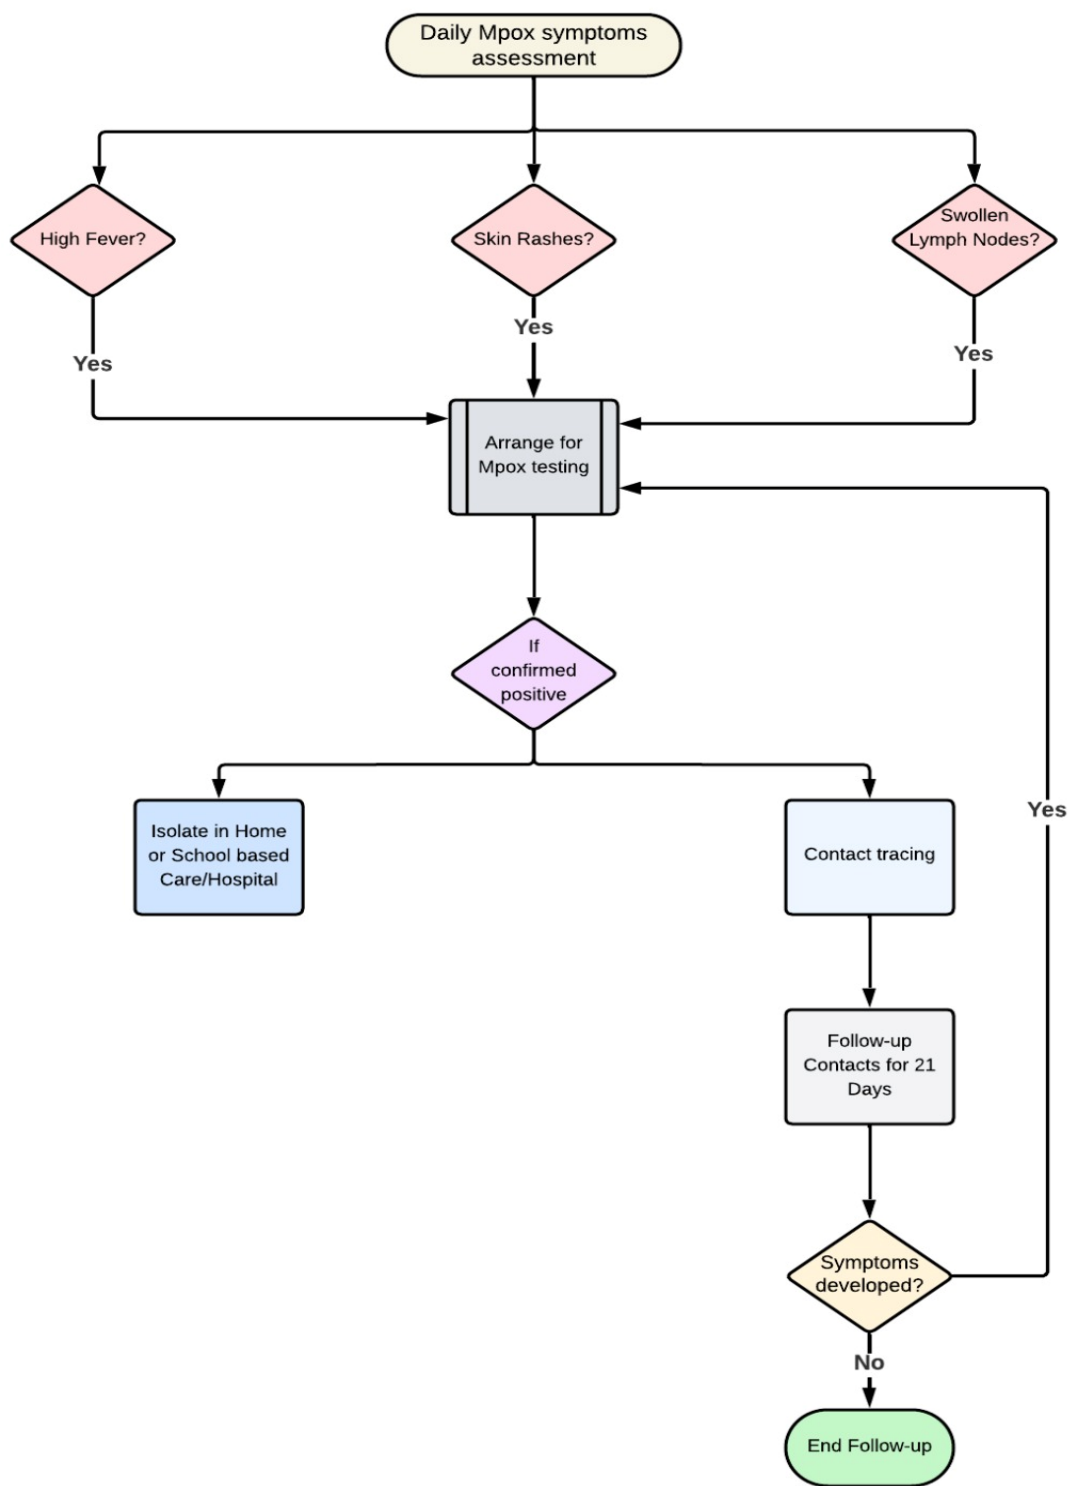 Daily Mpox symptoms
assessment
High Fever?
Skin Rashes?
Swollen
Lymph Nodes?
Yes
Yes
Yes
Arrange for
Mpox testing
If
confirmed
positive
Isolate in Home
or School based
Care/Hospital
Contact tracing
Yes
Follow-up
Contacts for 21
Days
Symptoms
developed?
No
End Follow-up